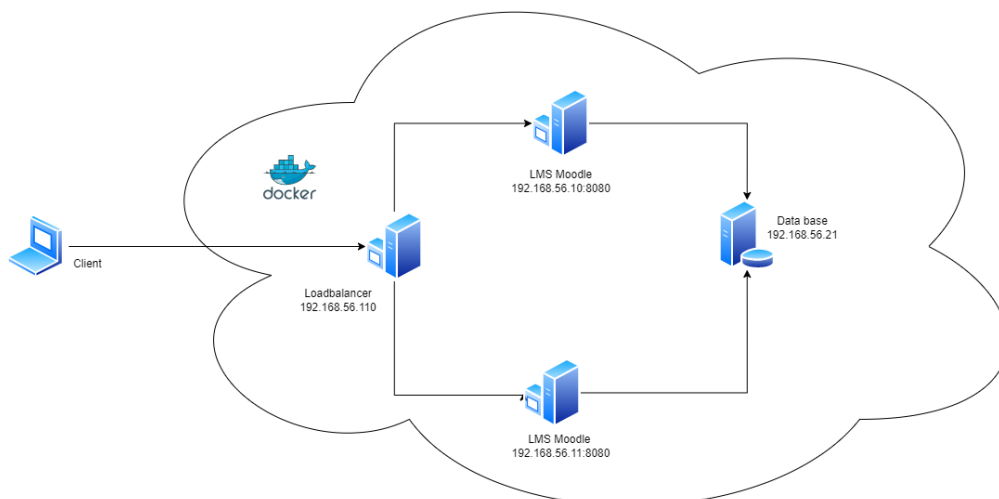 docker
LMS Moodle
192.168.56.10:8080
Data base
192.168.56.21
Client
Loadbalancer
192.168.56.110
LMS Moodle
192.168.56.11:8080